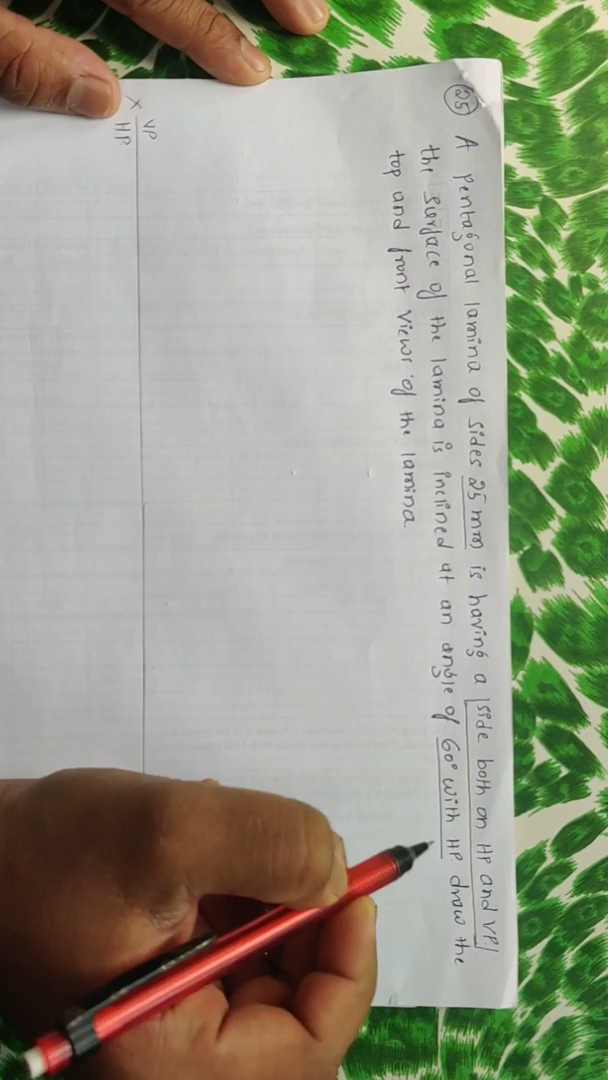 25 A pentagonal lamina of sides 25 mm is having a side both on HP and VP.
the surface of the lamina is inclined at an angle of 60° with HP draw the
top and front views of the lamina
VP
X
HP